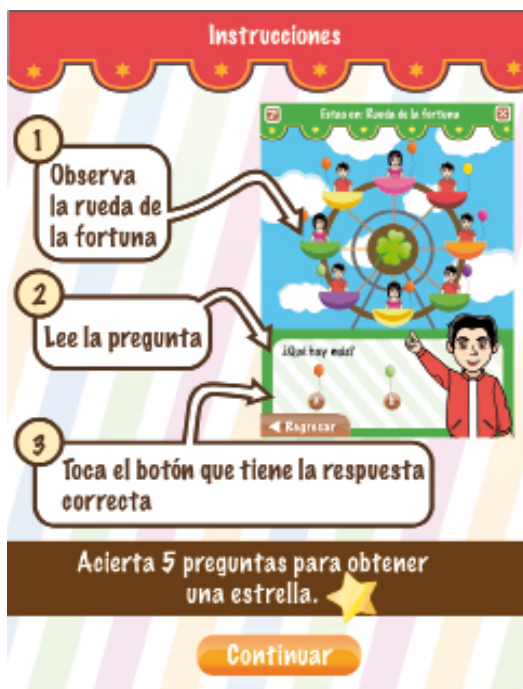 Instrucciones
1
Observa
la rueda de
la fortuna
2
Lee la pregunta
3
Toca el botón que tiene la respuesta
correcta
?
Estas en: Rueda de la fortuna
X
¿Qué hay más?
a
b
Regresar
Acierta 5 preguntas para obtener
una estrella.
Continuar